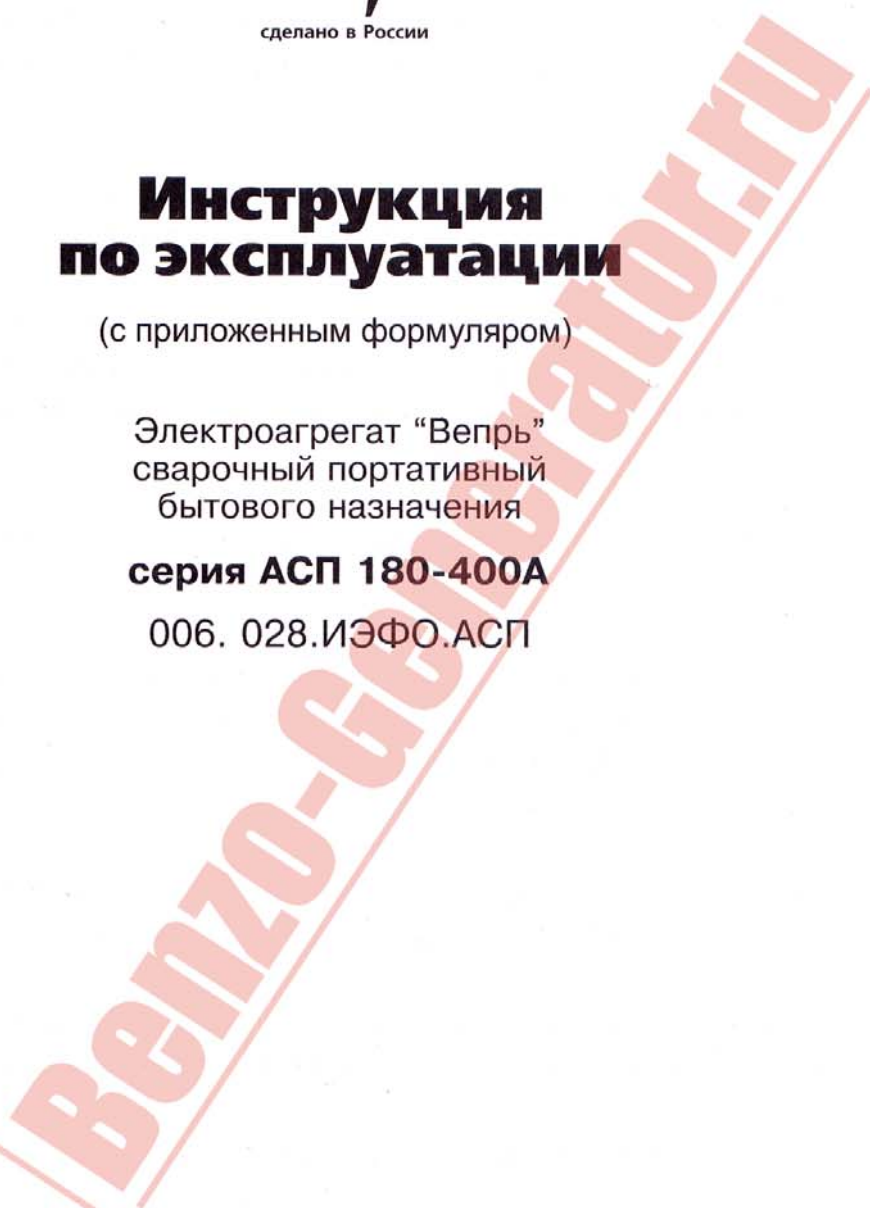 сделано в России
Инструкция
по эксплуатации
(с приложенным формуляром)
Электроагрегат “Вепрь”
сварочный портативный
бытового назначения
серия АСП 180-400А
006. 028.ИЭФО.АСП
Benzo-Generator.ru